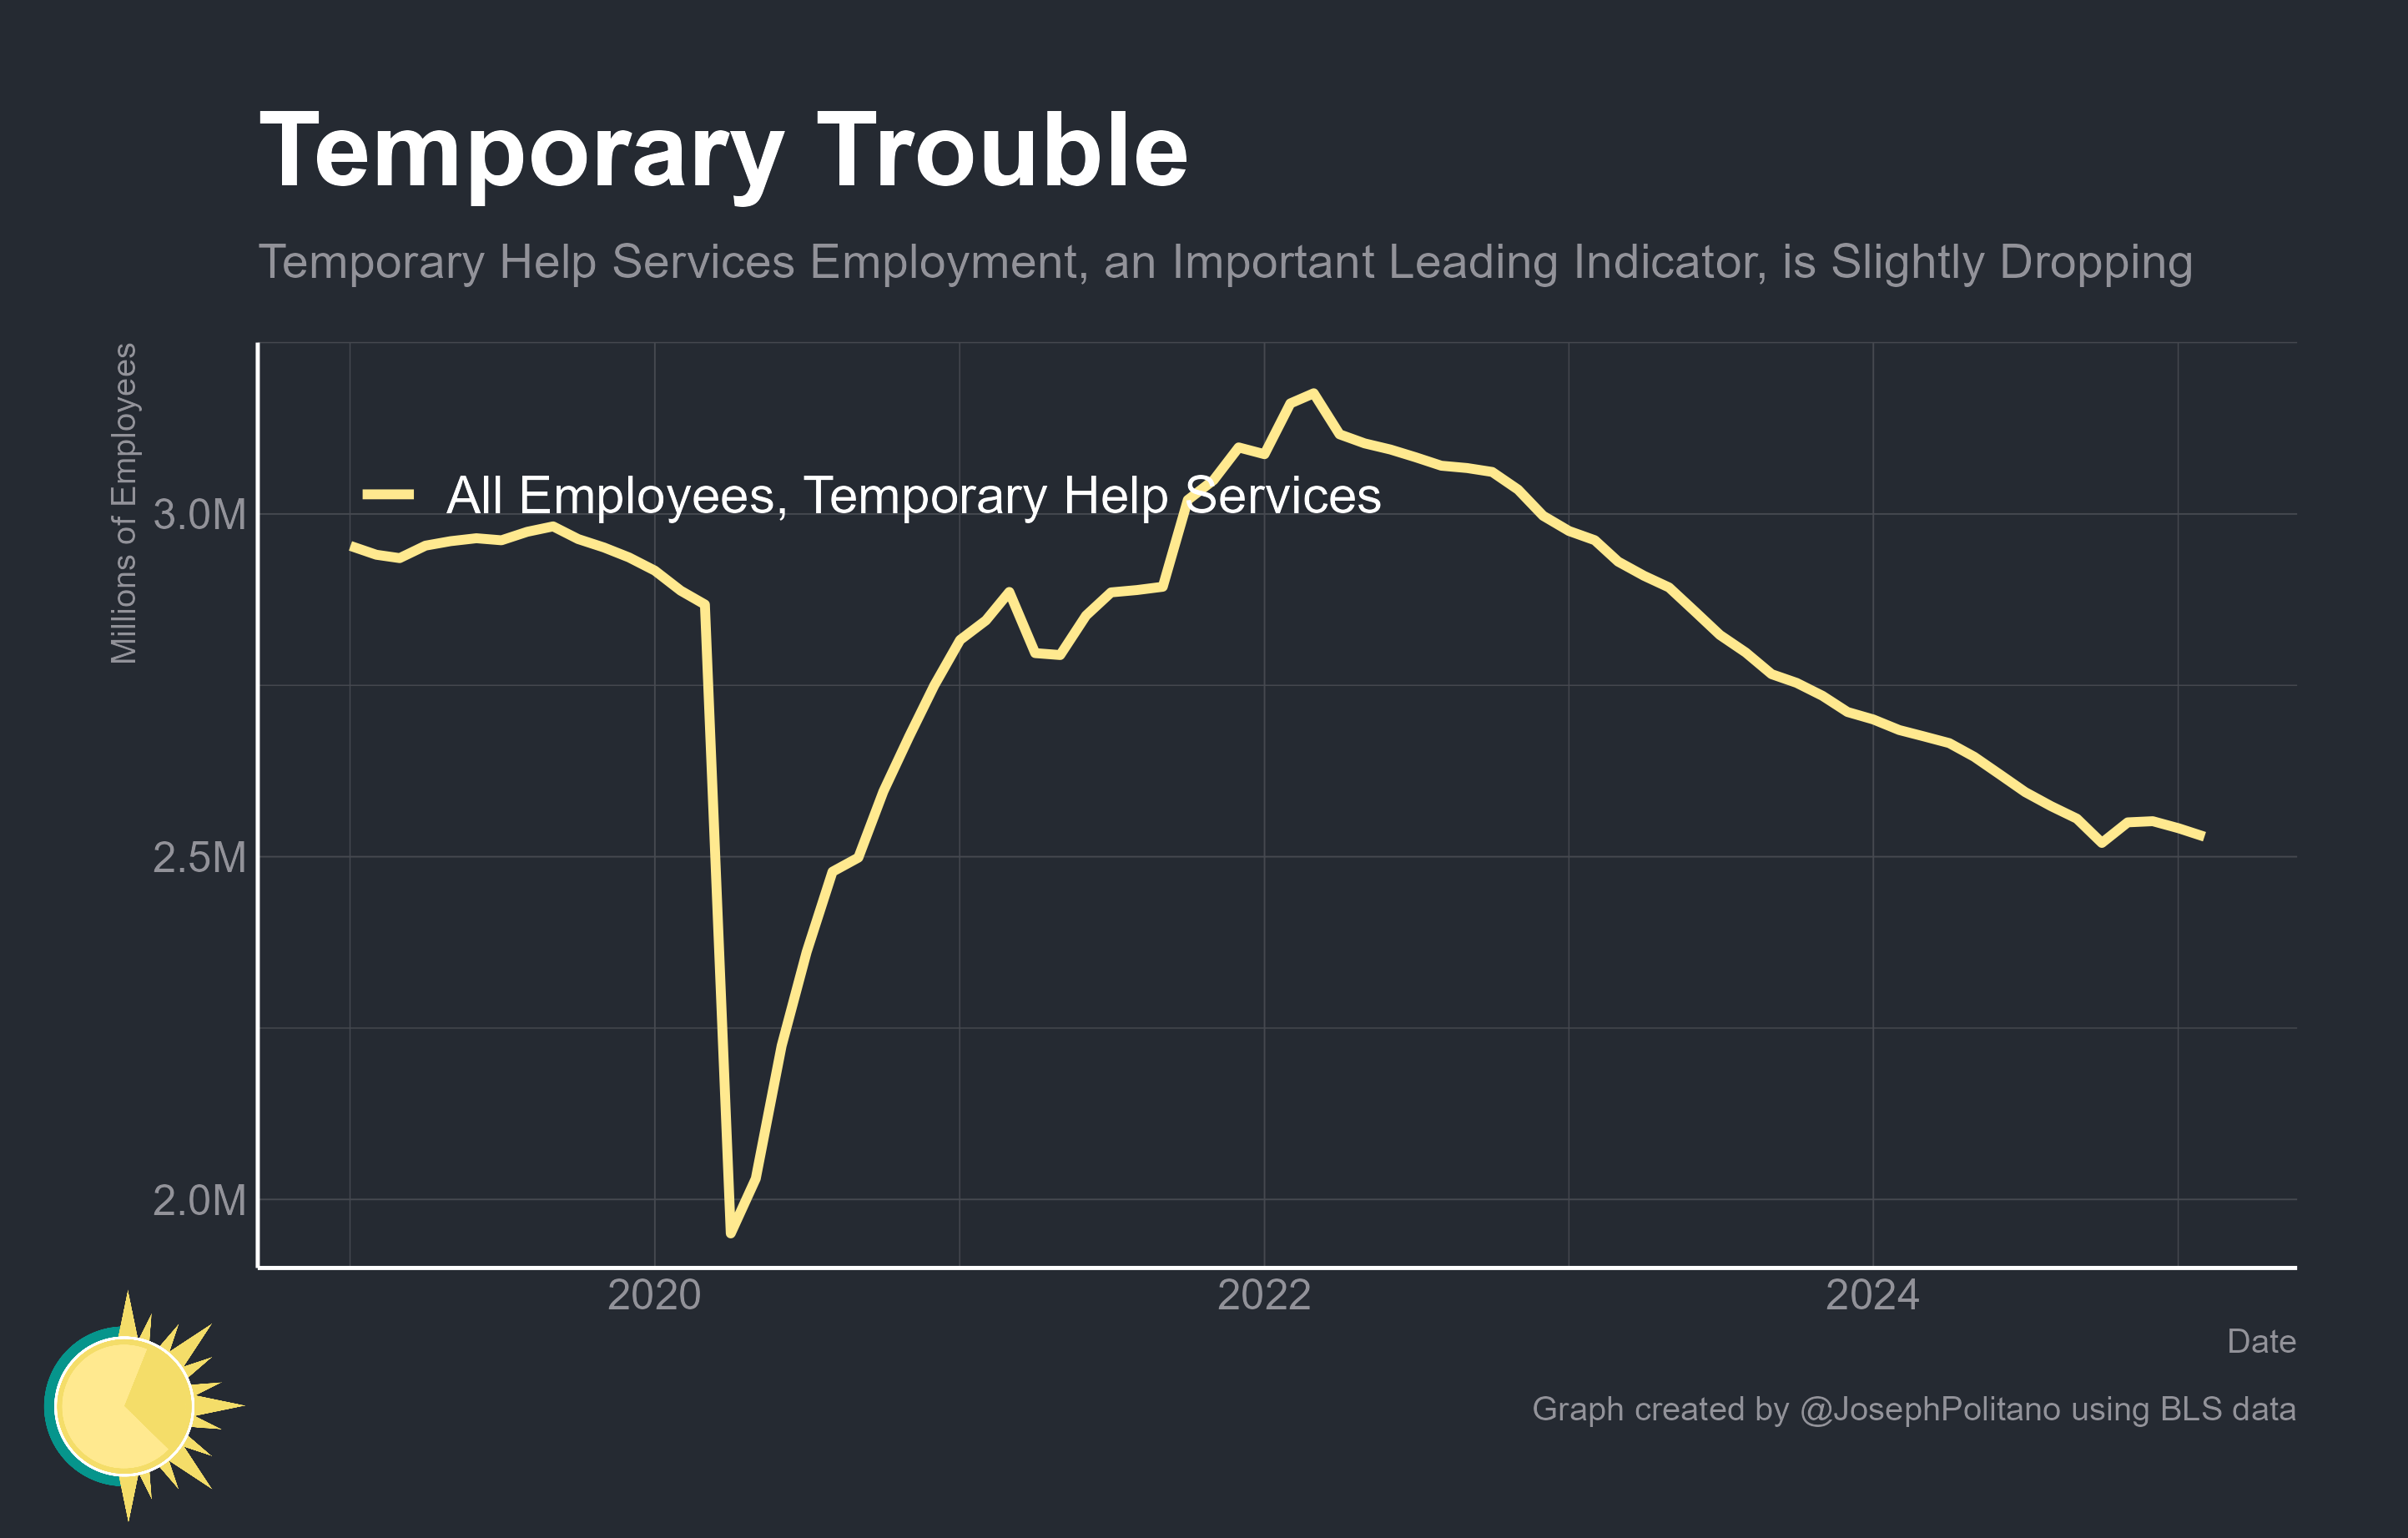 Temporary Trouble
Temporary Help Services Employment, an Important Leading Indicator, is Slightly Dropping
Millions of Employees
All Employees, Temporary Help Services
3.0M
2.5M
2.0M
2020
2022
2024
Date
Graph created by @JosephPolitano using BLS data